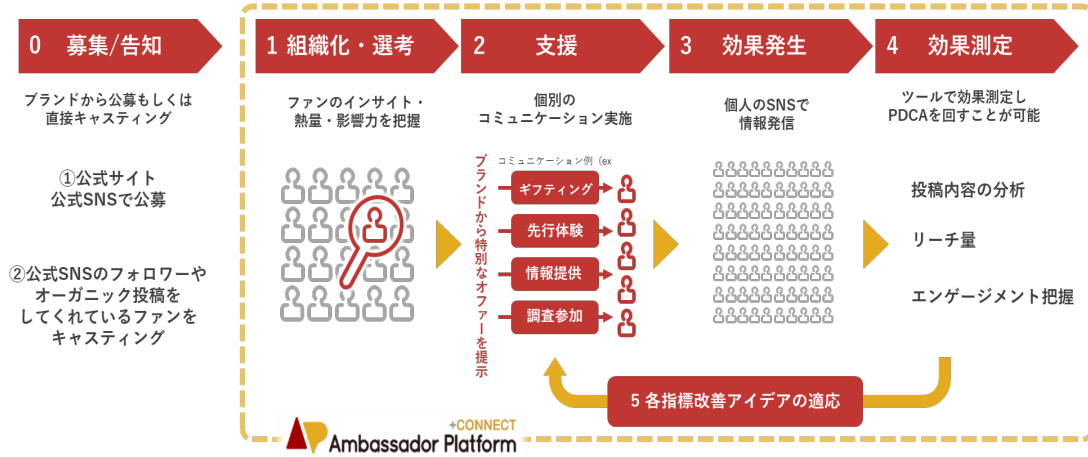 0 募集/告知
ブランドから公募もしくは
直接キャスティング
①公式サイト
公式SNSで公募
②公式SNSのフォロワーや
オーガニック投稿を
してくれているファンを
キャスティング
1 組織化・選考
ファンのインサイト・
熱量・影響力を把握
2 支援
個別の
コミュニケーション実施
ブランドから特別なオファーを提示
コミュニケーション例（ex
ギフティング
先行体験
情報提供
調査参加
3 効果発生
個人のSNSで
情報発信
4 効果測定
ツールで効果測定し
PDCAを回すことが可能
投稿内容の分析
リーチ量
エンゲージメント把握
5 各指標改善アイデアの適応
+CONNECT
Ambassador Platform